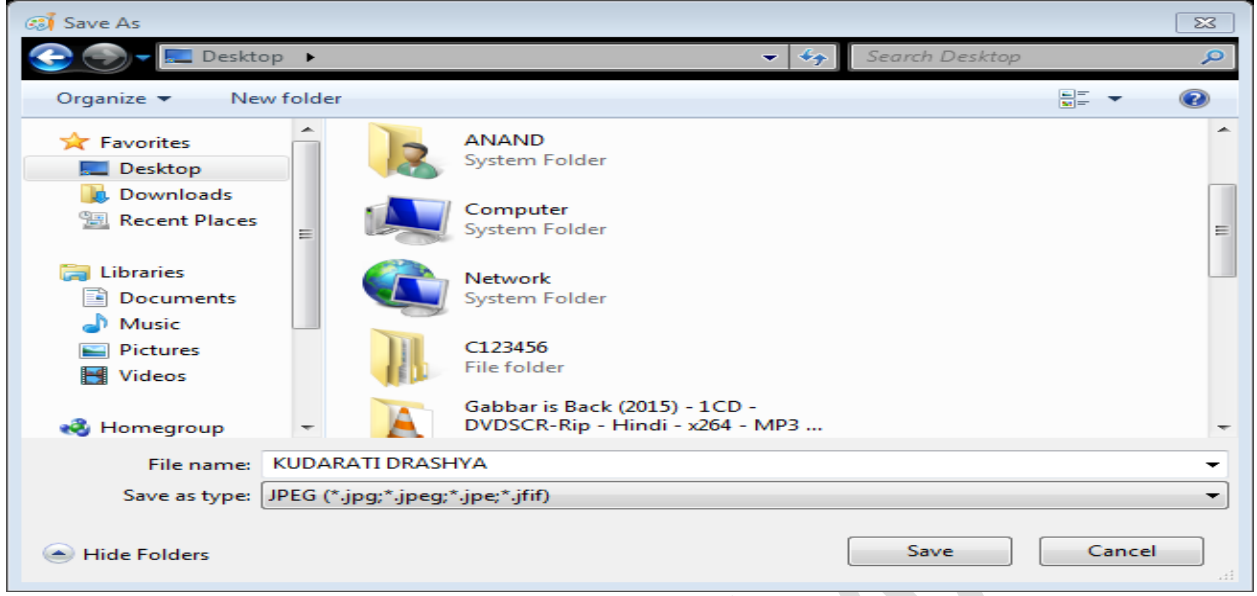 Save As
Desktop
Search Desktop
Organize
New folder
Favorites
Desktop
Downloads
Recent Places
Libraries
Documents
Music
Pictures
Videos
Homegroup
ANAND
System Folder
Computer
System Folder
Network
System Folder
C123456
File folder
Gabbar is Back (2015) - 1CD -
DVDSCR-Rip - Hindi - x264 - MP3 ...
File name: KUDARATI DRASHYA
Save as type: JPEG (*.jpg;*.jpeg;*.jpe;*.jfif)
Hide Folders
Save
Cancel